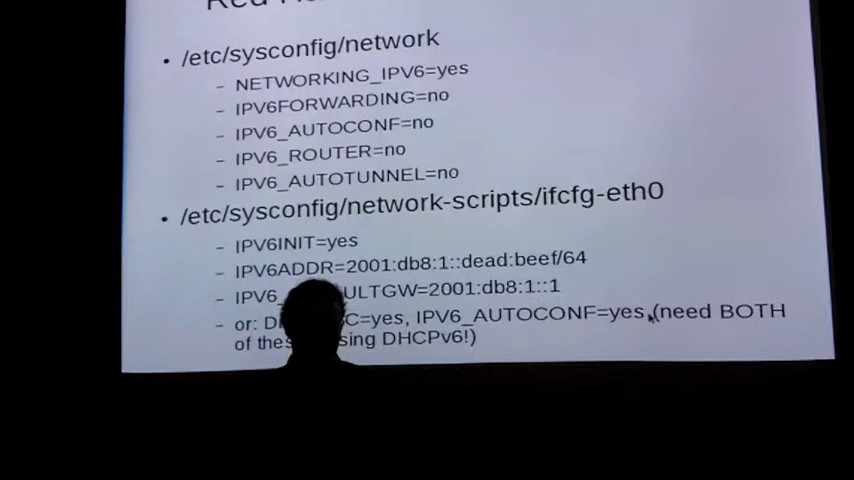 Red
• /etc/sysconfig/network
– NETWORKING_IPV6=yes
– IPV6FORWARDING=no
– IPV6_AUTOCONF=no
– IPV6_ROUTER=no
– IPV6_AUTOTUNNEL=no
• /etc/sysconfig/network-scripts/ifcfg-eth0
– IPV6INIT=yes
– IPV6ADDR=2001:db8:1::dead:beef/64
– IPV6_ ULTGW=2001:db8:1::1
– or: D C=yes, IPV6_AUTOCONF=yes (need BOTH
of these sing DHCPv6!)